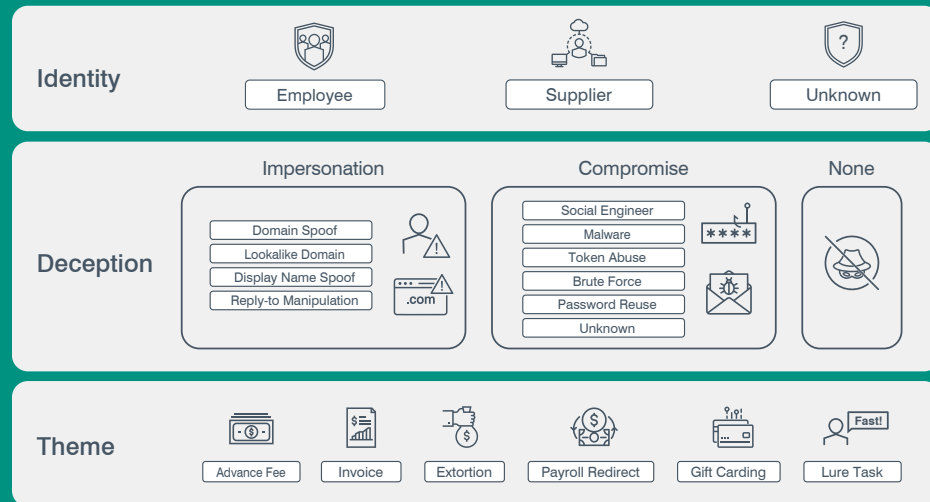 Identity
Employee
Supplier
?
Unknown
Deception
Impersonation
Domain Spoof
Lookalike Domain
Display Name Spoof
Reply-to Manipulation
!
!
.com
Compromise
Social Engineer
Malware
Token Abuse
Brute Force
Password Reuse
Unknown
****
None
Theme
$
Advance Fee
$
Invoice
$
Extortion
$
Payroll Redirect
Gift Carding
Fast!
Lure Task